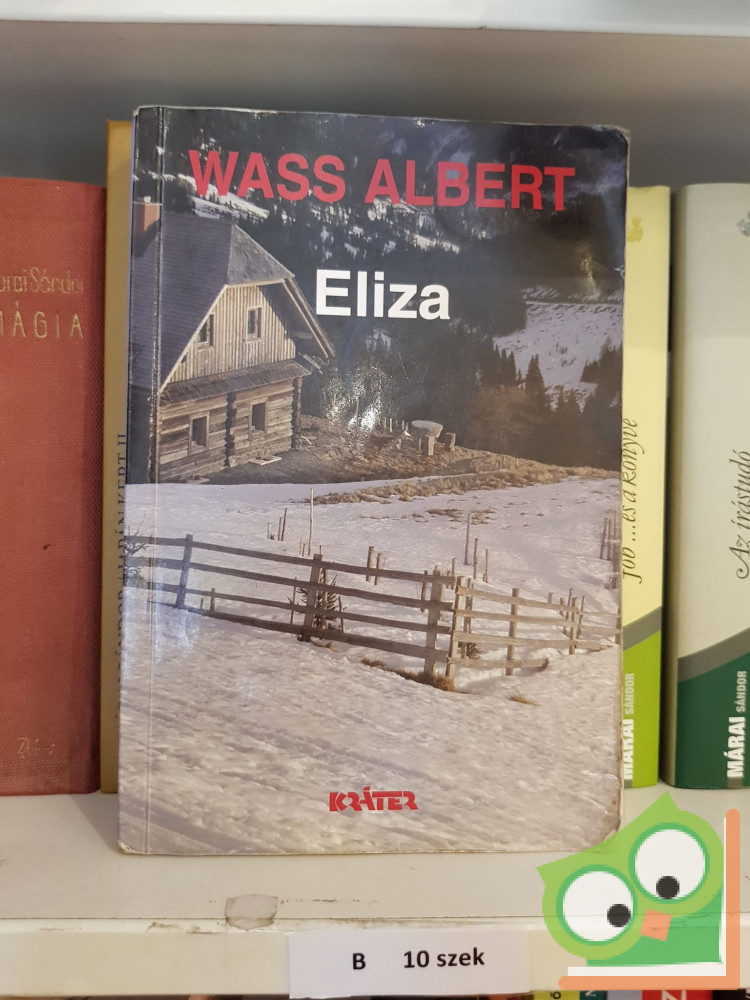 WASS ALBERT
Eliza
KRÁTER
MÁGIA
JÓB ...és a könyve
MÁRAI SÁNDOR
Az írástudó
MÁRAI SÁNDOR
B 10 szek